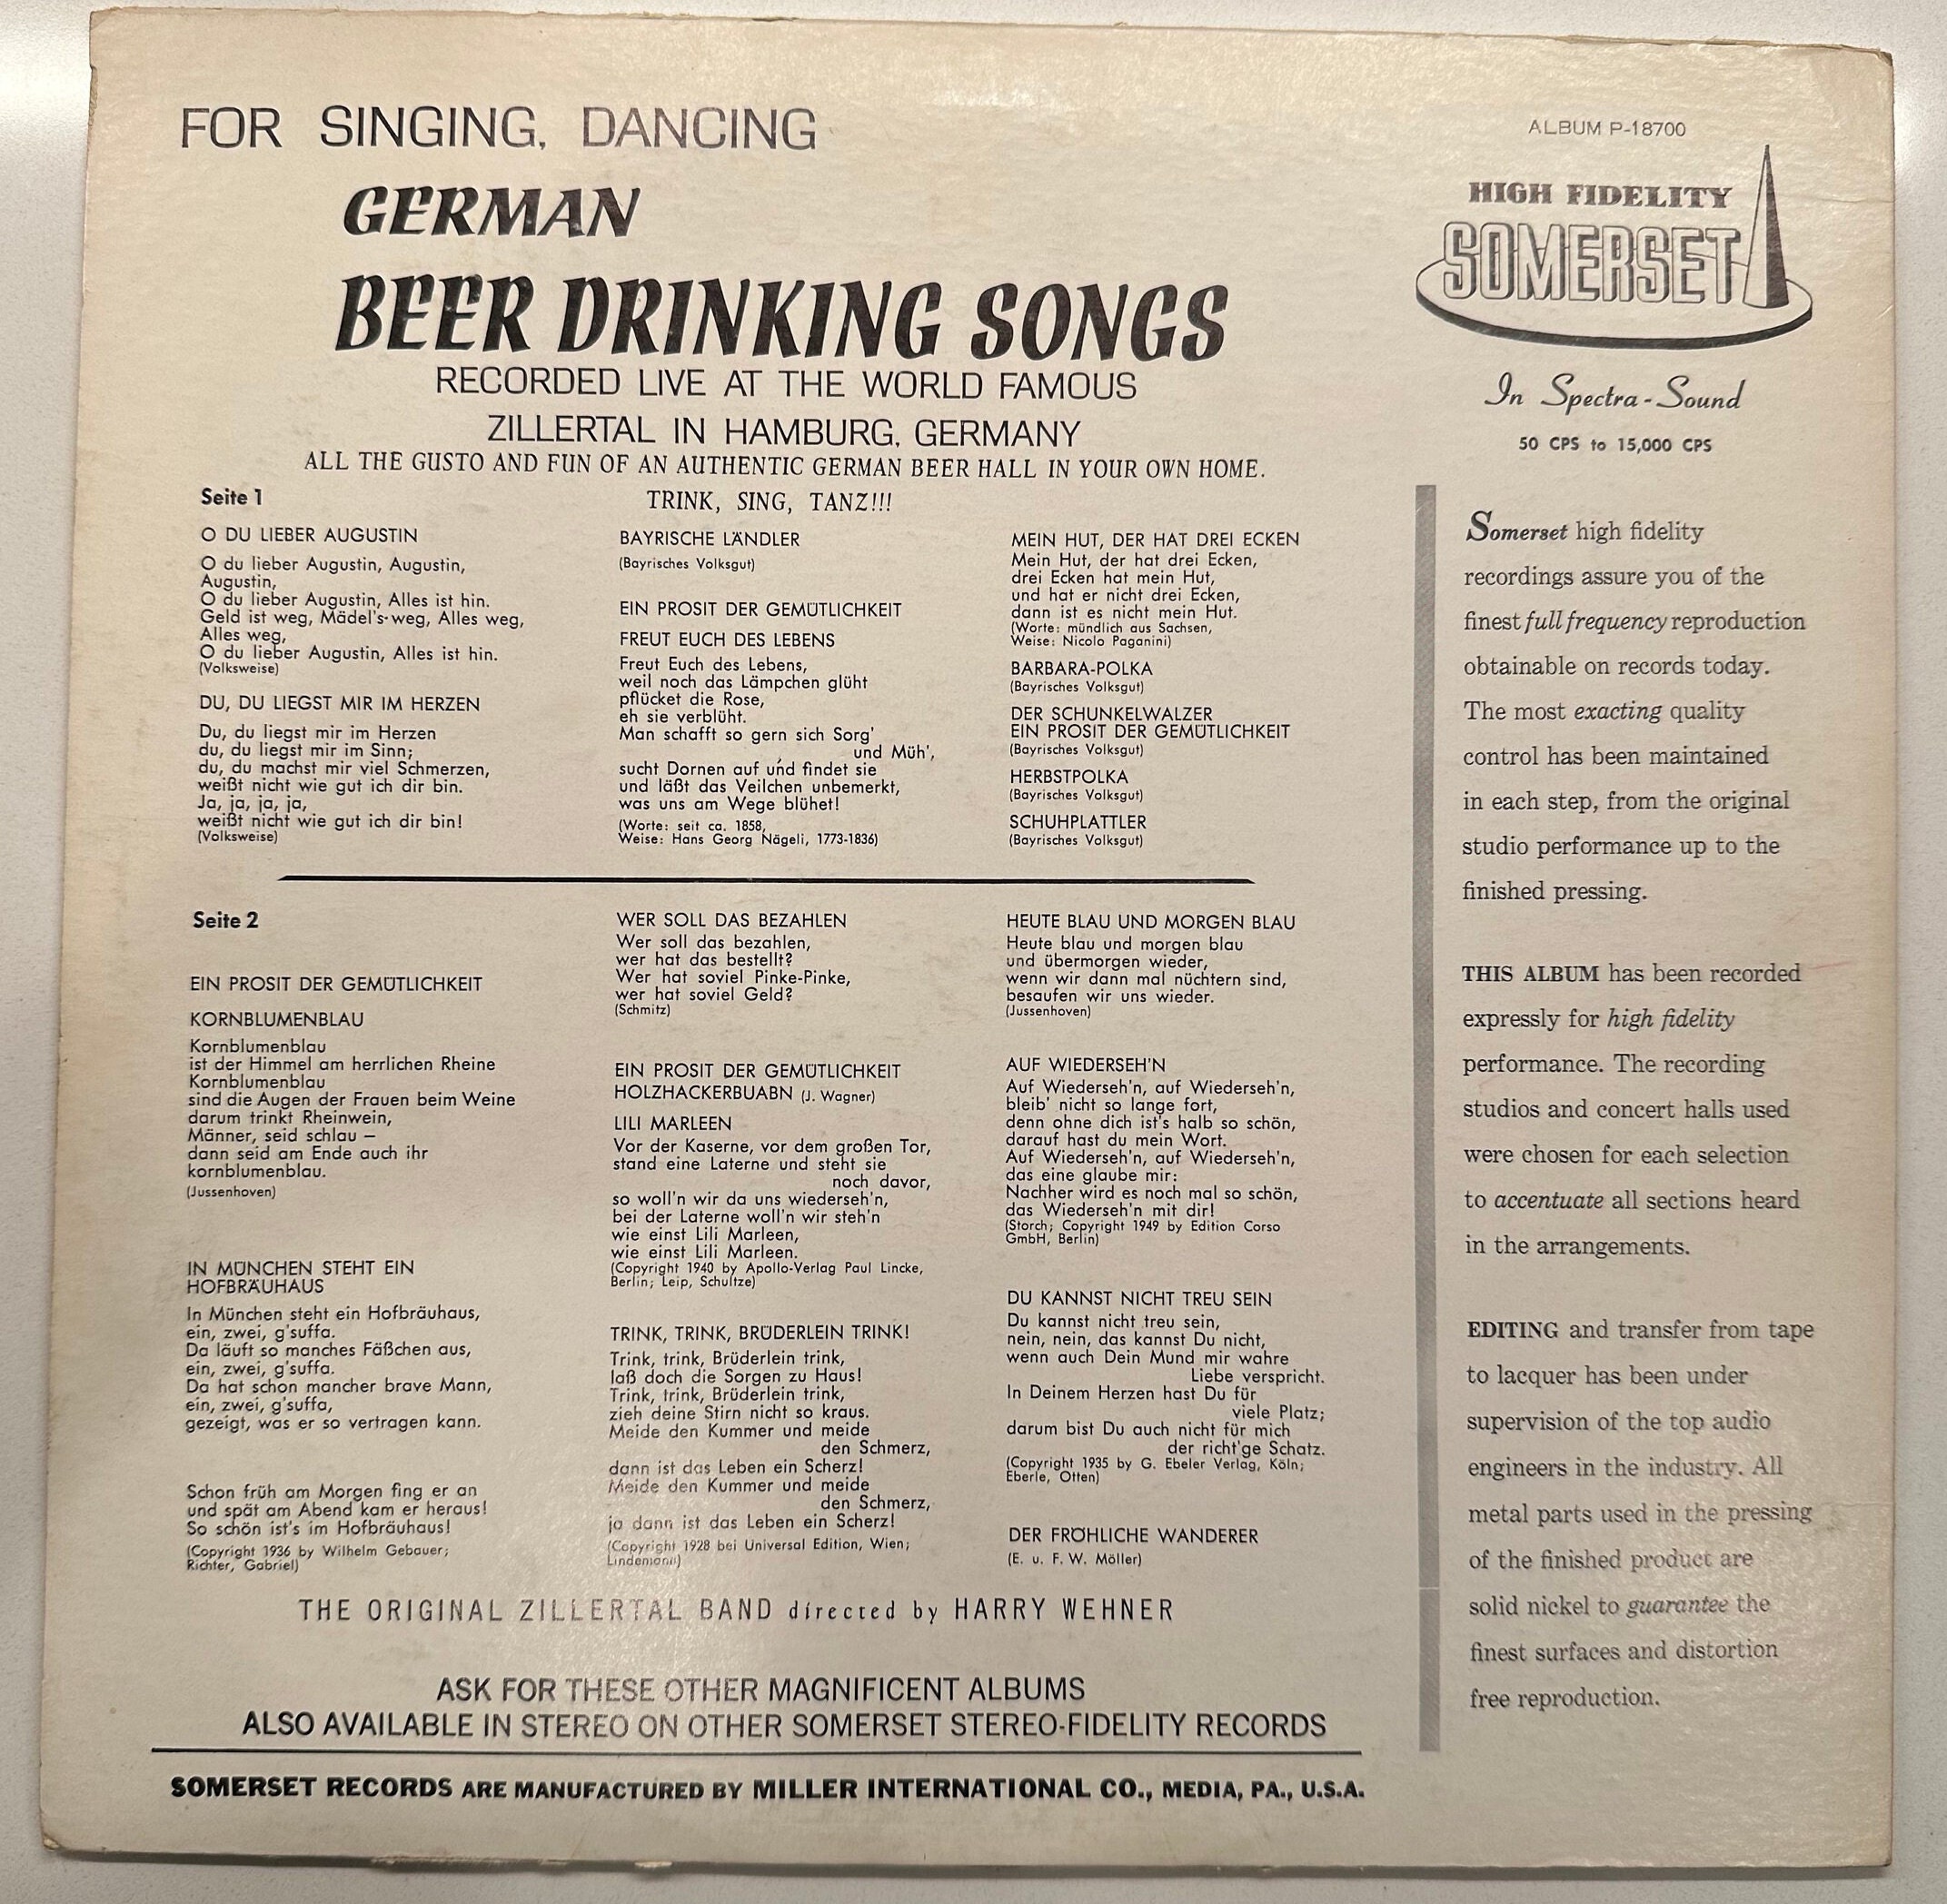 FOR SINGING, DANCING
GERMAN
BEER DRINKING SONGS
RECORDED LIVE AT THE WORLD FAMOUS
ZILLERTAL IN HAMBURG, GERMANY
ALL THE GUSTO AND FUN OF AN AUTHENTIC GERMAN BEER HALL IN YOUR OWN HOME.
TRINK, SING, TANZ!!!
Seite 1
O DU LIEBER AUGUSTIN
O du lieber Augustin, Augustin,
Augustin,
O du lieber Augustin, Alles ist hin.
Geld ist weg, Mädel's weg, Alles weg,
Alles weg,
O du lieber Augustin, Alles ist hin.
(Volksweise)
DU, DU LIEGST MIR IM HERZEN
Du, du liegst mir im Herzen
du, du liegst mir im Sinn;
du, du machst mir viel Schmerzen,
weißt nicht wie gut ich dir bin.
Ja, ja, ja, ja,
weißt nicht wie gut ich dir bin!
(Volksweise)
BAYRISCHE LÄNDLER
(Bayrisches Volksgut)
EIN PROSIT DER GEMÜTLICHKEIT
FREUT EUCH DES LEBENS
Freut Euch des Lebens,
weil noch das Lämpchen glüht
pflücket die Rose,
eh sie verblüht.
Man schafft so gern sich Sorg'
und Müh',
sucht Dornen auf und findet sie
und läßt das Veilchen unbemerkt,
was uns am Wege blühet!
(Worte: seit ca. 1858,
Weise: Hans Georg Nägeli, 1773-1836)
MEIN HUT, DER HAT DREI ECKEN
Mein Hut, der hat drei Ecken,
drei Ecken hat mein Hut,
und hat er nicht drei Ecken,
dann ist es nicht mein Hut.
(Worte: mündlich aus Sachsen,
Weise: Nicolo Paganini)
BARBARA-POLKA
(Bayrisches Volksgut)
DER SCHUNKELWALZER
EIN PROSIT DER GEMÜTLICHKEIT
(Bayrisches Volksgut)
HERBSTPOLKA
(Bayrisches Volksgut)
SCHUHPLATTLER
(Bayrisches Volksgut)
Seite 2
EIN PROSIT DER GEMÜTLICHKEIT
KORNBLUMENBLAU
Kornblumenblau
ist der Himmel am herrlichen Rheine
Kornblumenblau
sind die Augen der Frauen beim Weine
darum trinkt Rheinwein,
Männer, seid schlau —
dann seid am Ende auch ihr
kornblumenblau.
(Jussenhoven)
IN MÜNCHEN STEHT EIN
HOFBRÄUHAUS
In München steht ein Hofbräuhaus,
ein, zwei, g'suffa.
Da läuft so manches Fäßchen aus,
ein, zwei, g'suffa.
Da hat schon mancher brave Mann,
ein, zwei, g'suffa,
gezeigt, was er so vertragen kann.
Schon früh am Morgen fing er an
und spät am Abend kam er heraus!
So schön ist's im Hofbräuhaus!
(Copyright 1936 by Wilhelm Gebauer;
Richter, Gabriel)
WER SOLL DAS BEZAHLEN
Wer soll das bezahlen,
wer hat das bestellt?
Wer hat soviel Pinke-Pinke,
wer hat soviel Geld?
(Schmitz)
EIN PROSIT DER GEMÜTLICHKEIT
HOLZHACKERBUABN (J. Wagner)
LILI MARLEEN
Vor der Kaserne, vor dem großen Tor,
stand eine Laterne und steht sie
noch davor,
so woll'n wir da uns wiederseh'n,
bei der Laterne woll'n wir steh'n
wie einst Lili Marleen,
wie einst Lili Marleen.
(Copyright 1940 by Apollo-Verlag Paul Lincke,
Berlin; Leip, Schultze)
TRINK, TRINK, BRÜDERLEIN TRINK!
Trink, trink, Brüderlein trink,
laß doch die Sorgen zu Haus!
Trink, trink, Brüderlein trink,
zieh deine Stirn nicht so kraus.
Meide den Kummer und meide
den Schmerz,
dann ist das Leben ein Scherz!
Meide den Kummer und meide
den Schmerz,
ja dann ist das Leben ein Scherz!
(Copyright 1928 bei Universal Edition, Wien;
Lindemann)
HEUTE BLAU UND MORGEN BLAU
Heute blau und morgen blau
und übermorgen wieder,
wenn wir dann mal nüchtern sind,
besaufen wir uns wieder.
(Jussenhoven)
AUF WIEDERSEH'N
Auf Wiederseh'n, auf Wiederseh'n,
bleib' nicht so lange fort,
denn ohne dich ist's halb so schön,
darauf hast du mein Wort.
Auf Wiederseh'n, auf Wiederseh'n,
das eine glaube mir:
Nachher wird es noch mal so schön,
das Wiederseh'n mit dir!
(Storch; Copyright 1949 by Edition Corso
GmbH, Berlin)
DU KANNST NICHT TREU SEIN
Du kannst nicht treu sein,
nein, nein, das kannst Du nicht,
wenn auch Dein Mund mir wahre
Liebe verspricht.
In Deinem Herzen hast Du für
viele Platz;
darum bist Du auch nicht für mich
der richt'ge Schatz.
(Copyright 1935 by G. Ebeler Verlag, Köln;
Eberle, Otten)
DER FRÖHLICHE WANDERER
(E. u. F. W. Möller)
THE ORIGINAL ZILLERTAL BAND directed by HARRY WEHNER
ASK FOR THESE OTHER MAGNIFICENT ALBUMS
ALSO AVAILABLE IN STEREO ON OTHER SOMERSET STEREO-FIDELITY RECORDS
SOMERSET RECORDS ARE MANUFACTURED BY MILLER INTERNATIONAL CO., MEDIA, PA., U.S.A.
ALBUM P-18700
HIGH FIDELITY
SOMERSET
In Spectra-Sound
50 CPS to 15,000 CPS
Somerset high fidelity
recordings assure you of the
finest full frequency reproduction
obtainable on records today.
The most exacting quality
control has been maintained
in each step, from the original
studio performance up to the
finished pressing.
THIS ALBUM has been recorded
expressly for high fidelity
performance. The recording
studios and concert halls used
were chosen for each selection
to accentuate all sections heard
in the arrangements.
EDITING and transfer from tape
to lacquer has been under
supervision of the top audio
engineers in the industry. All
metal parts used in the pressing
of the finished product are
solid nickel to guarantee the
finest surfaces and distortion
free reproduction.